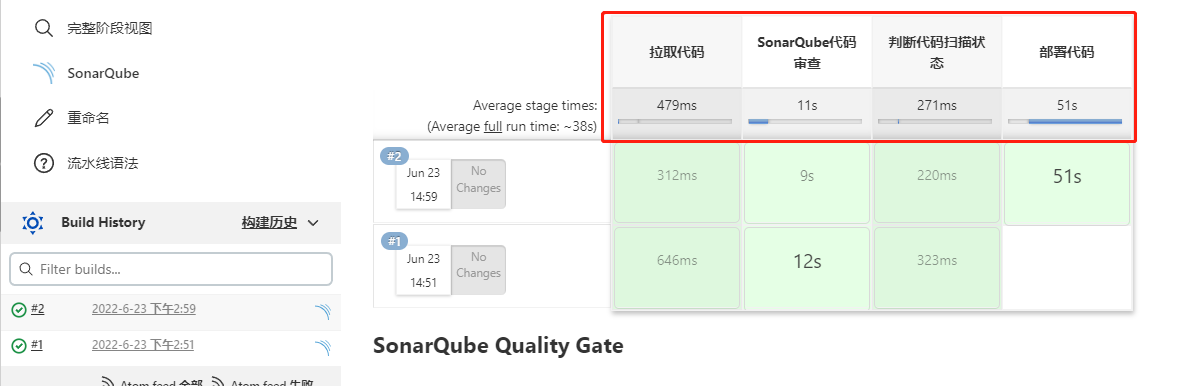 完整阶段视图
SonarQube
重命名
流水线语法
Build History 构建历史
Filter builds...
#2 2022-6-23 下午2:59
#1 2022-6-23 下午2:51
Atom feed 全部 Atom feed 失败
拉取代码 SonarQube代码审查 判断代码扫描状态 部署代码
Average stage times: 479ms 11s 271ms 51s
(Average full run time: ~38s)
#2
Jun 23 14:59 No Changes 312ms 9s 220ms 51s
#1
Jun 23 14:51 No Changes 646ms 12s 323ms
SonarQube Quality Gate